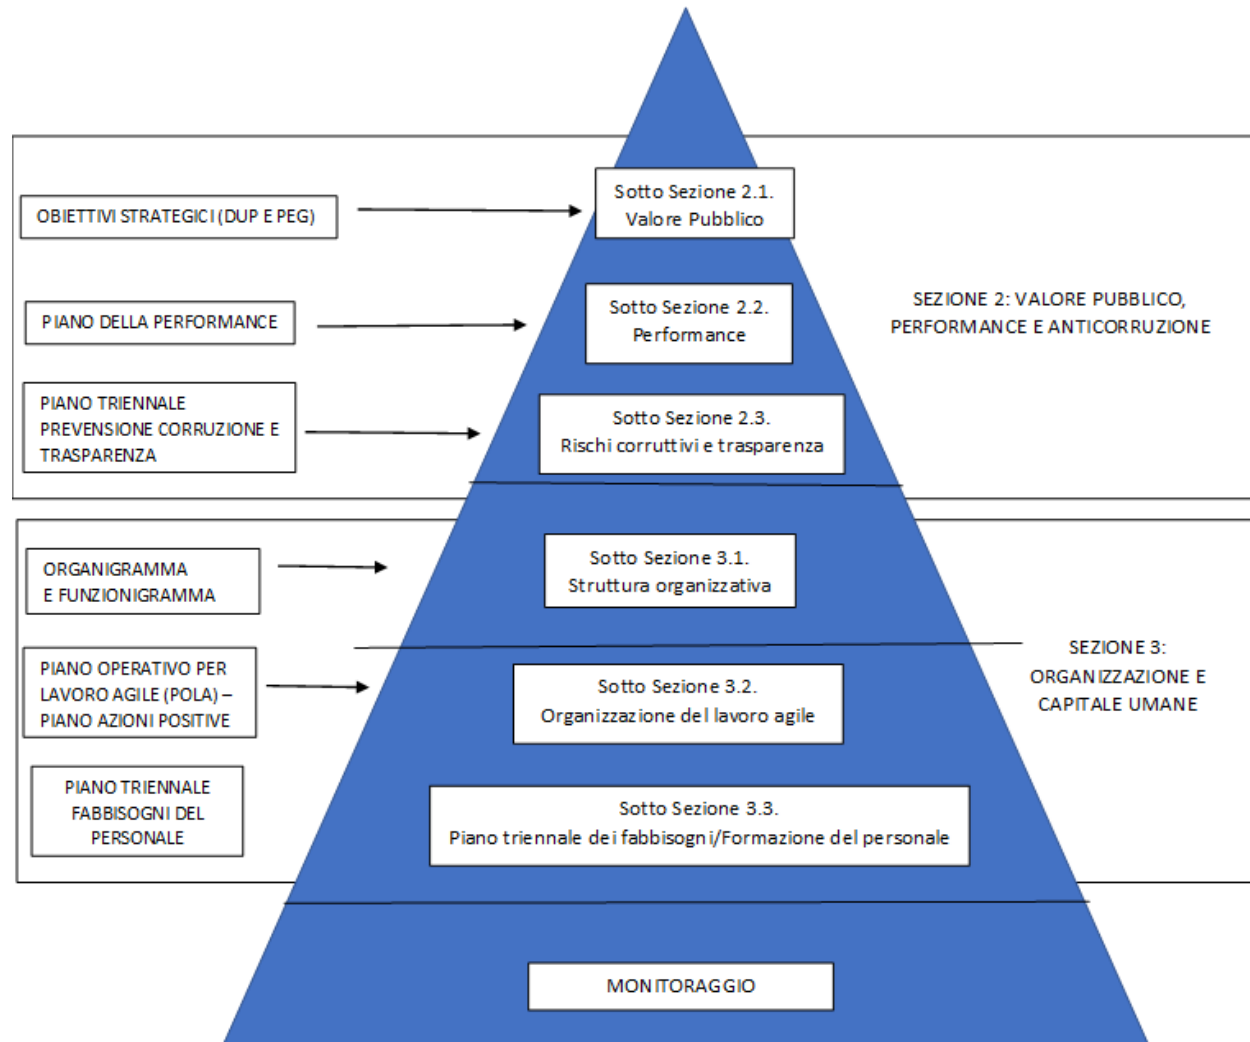 OBIETTIVI STRATEGICI (DUP E PEG)
Sotto Sezione 2.1.
Valore Pubblico
PIANO DELLA PERFORMANCE
Sotto Sezione 2.2.
Performance
SEZIONE 2: VALORE PUBBLICO,
PERFORMANCE E ANTICORRUZIONE
PIANO TRIENNALE
PREVENSIONE CORRUZIONE E
TRASPARENZA
Sotto Sezione 2.3.
Rischi corruttivi e trasparenza
ORGANIGRAMMA
E FUNZIONIGRAMMA
Sotto Sezione 3.1.
Struttura organizzativa
PIANO OPERATIVO PER
LAVORO AGILE (POLA) –
PIANO AZIONI POSITIVE
Sotto Sezione 3.2.
Organizzazione del lavoro agile
SEZIONE 3:
ORGANIZZAZIONE E
CAPITALE UMANE
PIANO TRIENNALE
FABBISOGNI DEL
PERSONALE
Sotto Sezione 3.3.
Piano triennale dei fabbisogni/Formazione del personale
MONITORAGGIO